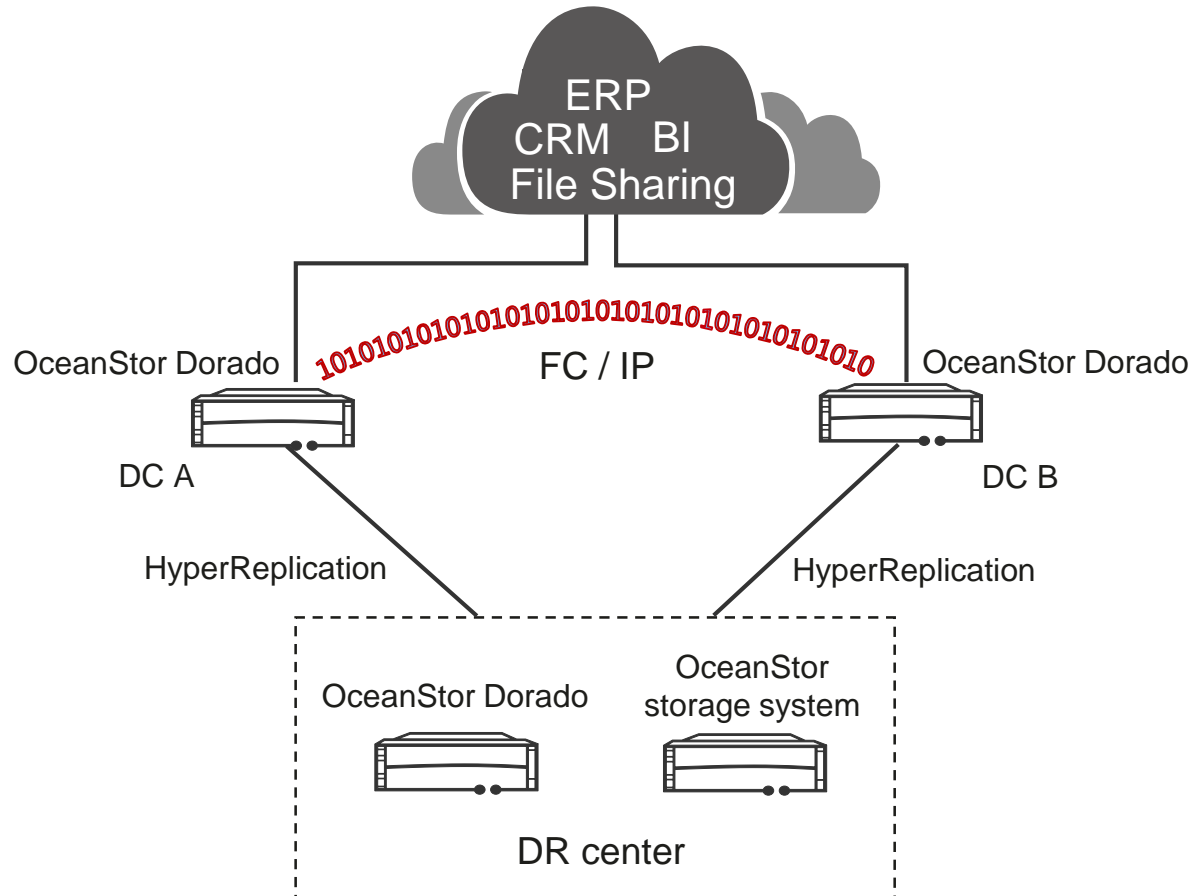 ERP
CRM BI
File Sharing
1010101010101010101010101010101010101010
FC / IP
OceanStor Dorado
OceanStor Dorado
DC A
DC B
HyperReplication
HyperReplication
OceanStor Dorado
OceanStor
storage system
DR center